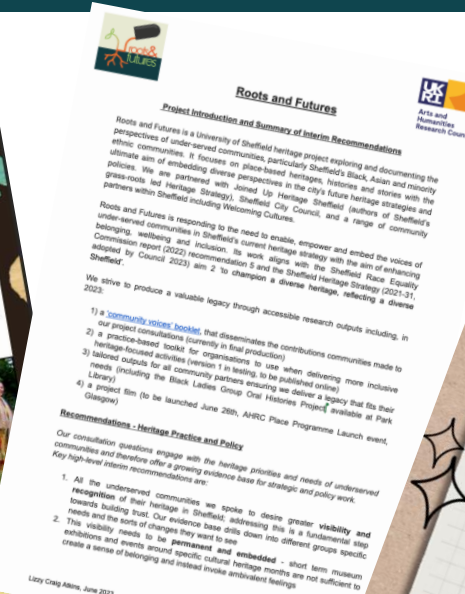 roots& futures
UK RI
Arts and
Humanities
Research Counc
Roots and Futures
Project Introduction and Summary of Interim Recommendations
Roots and Futures is a University of Sheffield heritage project exploring and documenting the
perspectives of under-served communities, particularly Sheffield's Black, Asian and minority
ethnic communities. It focuses on place-based heritages, histories and stories with the
ultimate aim of embedding diverse perspectives in the city's future heritage strategies and
policies. We are partnered with Joined Up Heritage Sheffield (authors of Sheffield's
grass-roots led Heritage Strategy), Sheffield City Council, and a range of community
partners within Sheffield including Welcoming Cultures.
Roots and Futures is responding to the need to enable, empower and embed the voices of
under-served communities in Sheffield's current heritage strategy with the aim of enhancing
belonging, wellbeing and inclusion. Its work aligns with the Sheffield Race Equality
Commission report (2022) recommendation 5 and the Sheffield Heritage Strategy (2021-31,
adopted by Council 2023) aim 2 'to champion a diverse heritage, reflecting a diverse
Sheffield'.
We strive to produce a valuable legacy through accessible research outputs including, in
2023:
1) a 'community voices' booklet, that disseminates the contributions communities made to
our project consultations (currently in final production)
2) a practice-based toolkit for organisations to use when delivering more inclusive
heritage-focused activities (version 1 in testing, to be published online)
3) tailored outputs for all community partners ensuring we deliver a legacy that fits their
needs (including the Black Ladies Group Oral Histories Project available at Park
Library)
4) a project film (to be launched June 26th, AHRC Place Programme Launch event,
Glasgow)
Recommendations - Heritage Practice and Policy
Our consultation questions engage with the heritage priorities and needs of underserved
communities and therefore offer a growing evidence base for strategic and policy work.
Key high-level interim recommendations are:
1. All the underserved communities we spoke to desire greater visibility and
recognition of their heritage in Sheffield; addressing this is a fundamental step
towards building trust. Our evidence base drills down into different groups specific
needs and the sorts of changes they want to see
2. This visibility needs to be permanent and embedded - short term museum
exhibitions and events around specific cultural heritage months are not sufficient to
create a sense of belonging and instead invoke ambivalent feelings
Lizzy Craig Atkins, June 2023